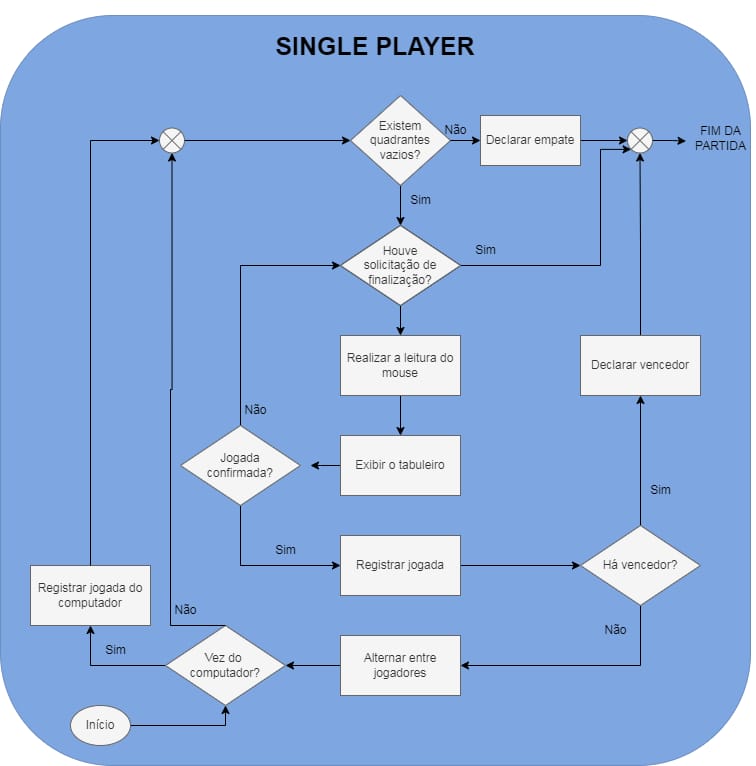 SINGLE PLAYER
Existem
quadrantes
vazios?
Não
Declarar empate
FIM DA
PARTIDA
Sim
Houve
solicitação de
finalização?
Sim
Realizar a leitura do
mouse
Declarar vencedor
Não
Jogada
confirmada?
Exibir o tabuleiro
Sim
Sim
Registrar jogada
Há vencedor?
Registrar jogada do
computador
Não
Não
Sim
Vez do
computador?
Alternar entre
jogadores
Início